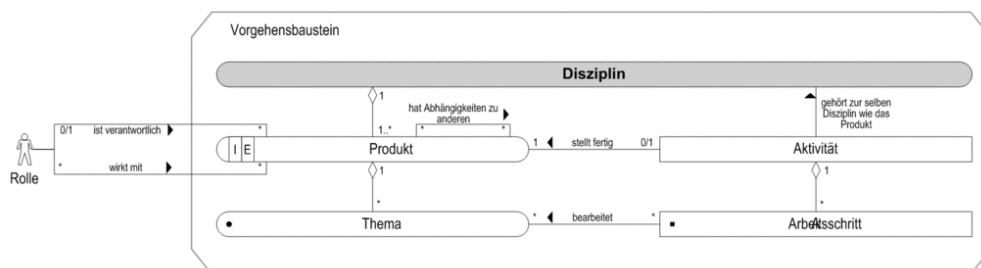 Vorgehensbaustein
Disziplin
1
hat Abhängigkeiten zu
anderen
gehört zur selben
Disziplin wie das
Produkt
0/1 ist verantwortlich *
1..* * *
I E Produkt
1 stellt fertig 0/1
Aktivität
* wirkt mit *
Rolle
1 1
* *
Thema
* bearbeitet *
Arbeitsschritt